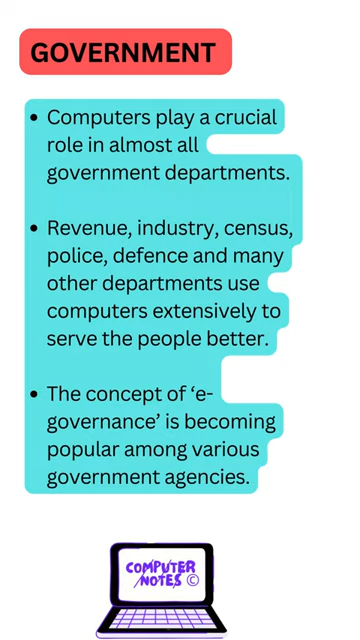 GOVERNMENT
• Computers play a crucial
role in almost all
government departments.
• Revenue, industry, census,
police, defence and many
other departments use
computers extensively to
serve the people better.
• The concept of ‘e-
governance’ is becoming
popular among various
government agencies.
COMPUTER
NOTES ©